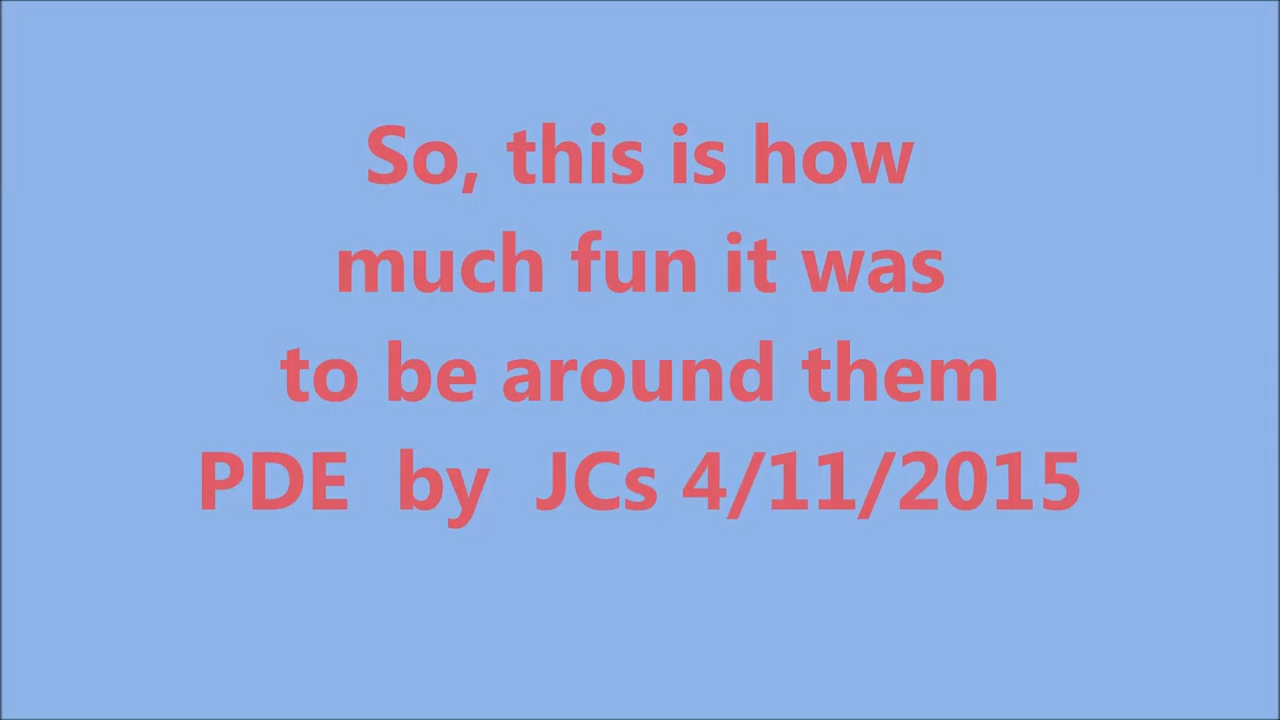 So, this is how
much fun it was
to be around them
PDE  by  JCs 4/11/2015